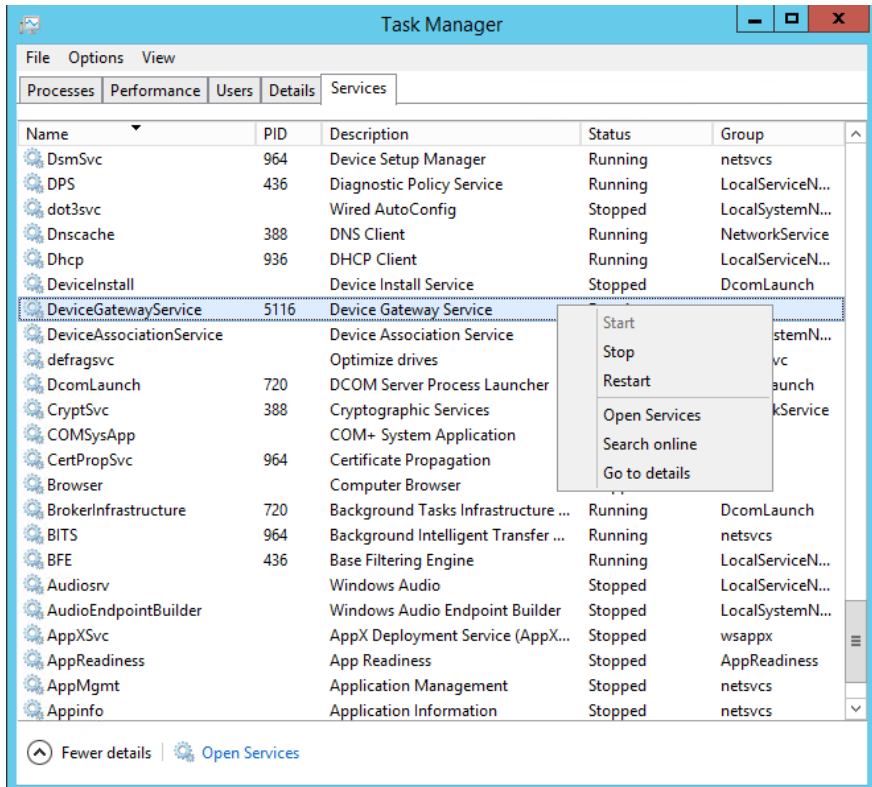 Task Manager
File Options View
Processes Performance Users Details Services
Name PID Description Status Group
DsmSvc 964 Device Setup Manager Running netsvcs
DPS 436 Diagnostic Policy Service Running LocalServiceN...
dot3svc Wired AutoConfig Stopped LocalSystemN...
Dnscache 388 DNS Client Running NetworkService
Dhcp 936 DHCP Client Running LocalServiceN...
DeviceInstall Device Install Service Stopped DcomLaunch
DeviceGatewayService 5116 Device Gateway Service
Start
DeviceAssociationService Device Association Service stemN...
Stop
defragsvc Optimize drives vc
Restart
DcomLaunch 720 DCOM Server Process Launcher aunch
CryptSvc 388 Cryptographic Services Open Services kService
COMSysApp COM+ System Application Search online
CertPropSvc 964 Certificate Propagation Go to details
Browser Computer Browser
BrokerInfrastructure 720 Background Tasks Infrastructure ... Running DcomLaunch
BITS 964 Background Intelligent Transfer ... Running netsvcs
BFE 436 Base Filtering Engine Running LocalServiceN...
Audiosrv Windows Audio Stopped LocalServiceN...
AudioEndpointBuilder Windows Audio Endpoint Builder Stopped LocalSystemN...
AppXSvc AppX Deployment Service (AppX... Stopped wsappx
AppReadiness App Readiness Stopped AppReadiness
AppMgmt Application Management Stopped netsvcs
Appinfo Application Information Stopped netsvcs
Fewer details Open Services